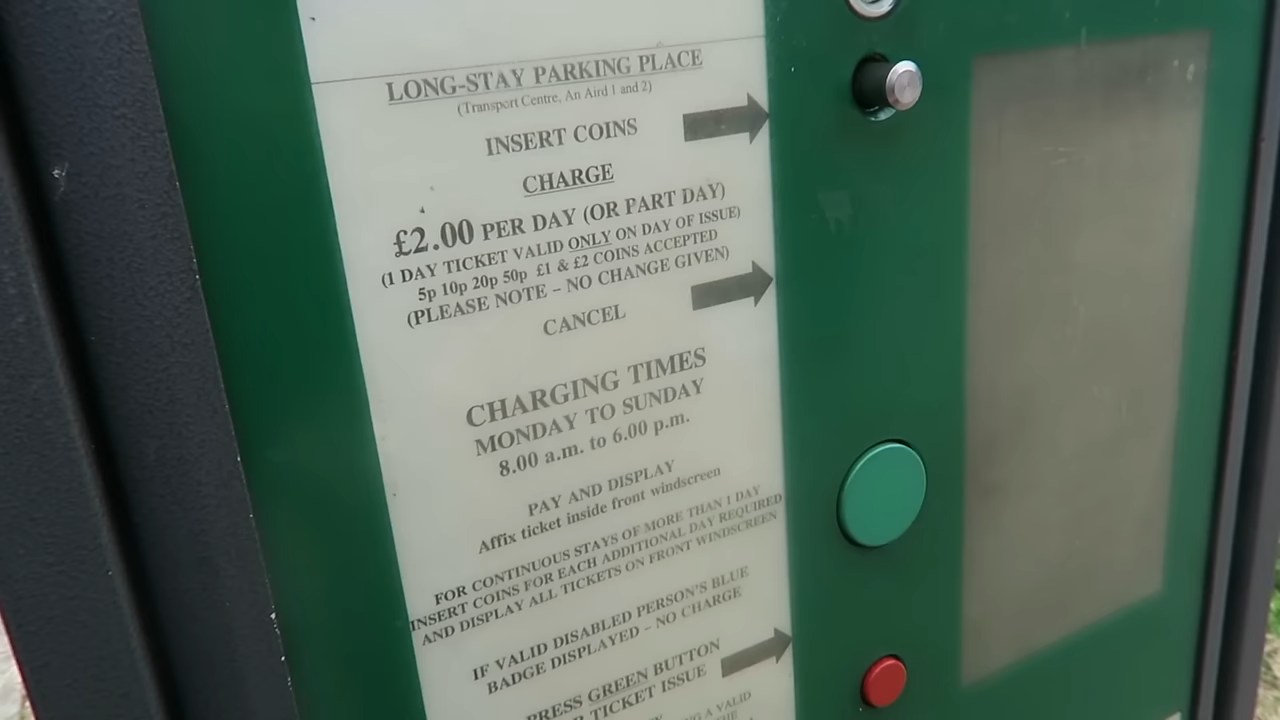 LONG-STAY PARKING PLACE
(Transport Centre, An Aird 1 and 2)
INSERT COINS
CHARGE
£2.00 PER DAY (OR PART DAY)
(1 DAY TICKET VALID ONLY ON DAY OF ISSUE)
5p 10p 20p 50p £1 & £2 COINS ACCEPTED
(PLEASE NOTE – NO CHANGE GIVEN)
CANCEL
CHARGING TIMES
MONDAY TO SUNDAY
8.00 a.m. to 6.00 p.m.
PAY AND DISPLAY
Affix ticket inside front windscreen
FOR CONTINUOUS STAYS OF MORE THAN 1 DAY
INSERT COINS FOR EACH ADDITIONAL DAY REQUIRED
AND DISPLAY ALL TICKETS ON FRONT WINDSCREEN
IF VALID DISABLED PERSON'S BLUE
BADGE DISPLAYED – NO CHARGE
PRESS GREEN BUTTON
TICKET ISSUE
A VALID
THE